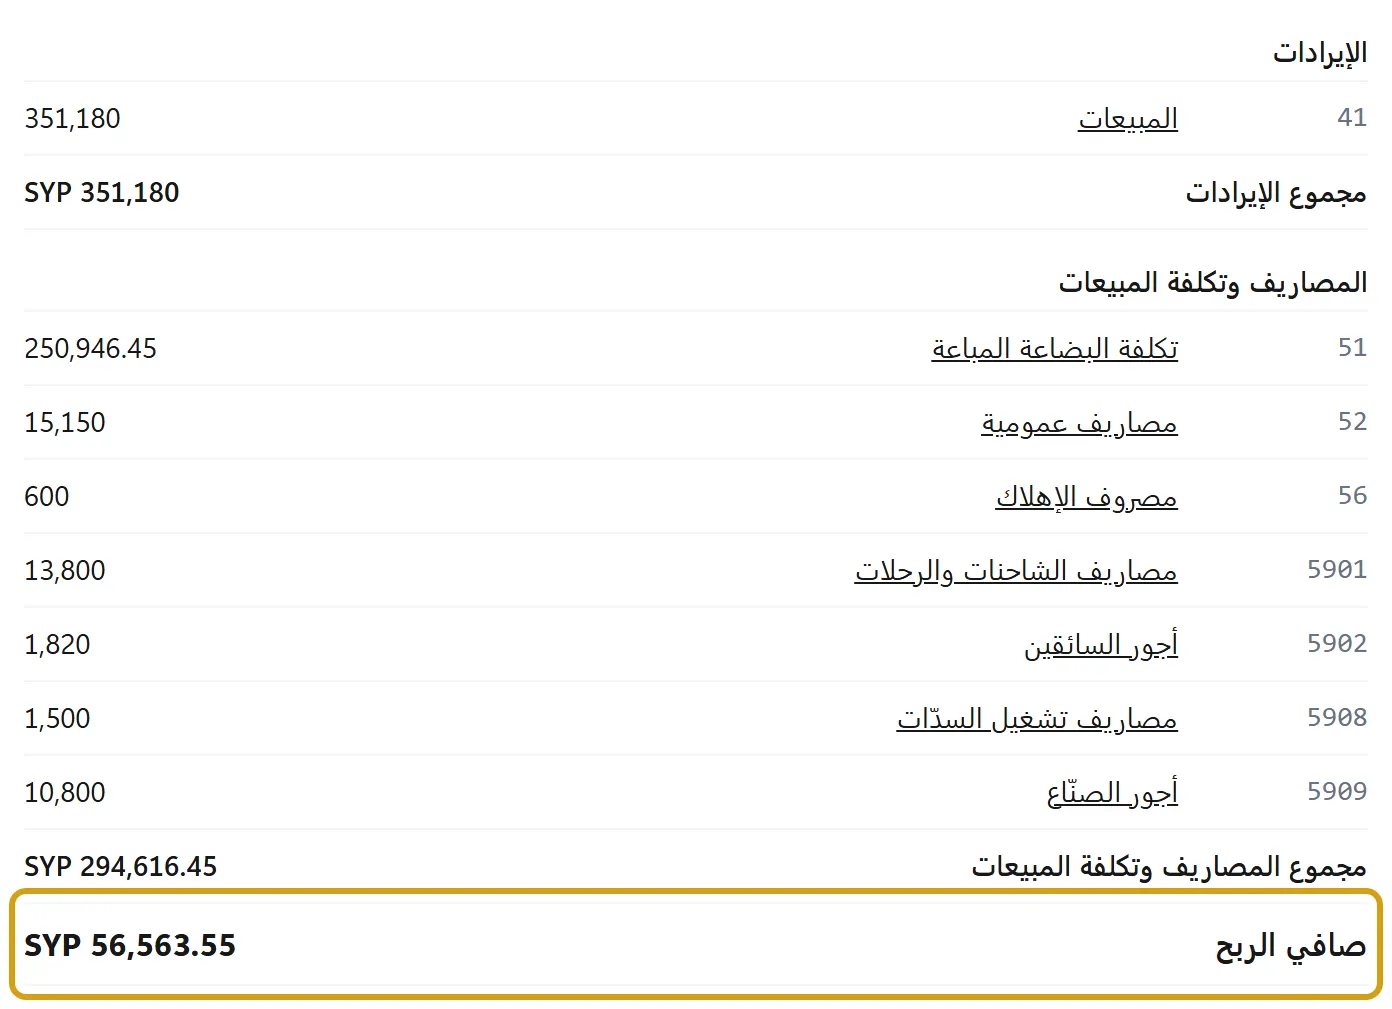 الإيرادات
41 المبيعات 351,180
مجموع الإيرادات SYP 351,180
المصاريف وتكلفة المبيعات
51 تكلفة البضاعة المباعة 250,946.45
52 مصاريف عمومية 15,150
56 مصروف الإهلاك 600
5901 مصاريف الشاحنات والرحلات 13,800
5902 أجور السائقين 1,820
5908 مصاريف تشغيل السدّات 1,500
5909 أجور الصنّاع 10,800
مجموع المصاريف وتكلفة المبيعات SYP 294,616.45
صافي الربح SYP 56,563.55